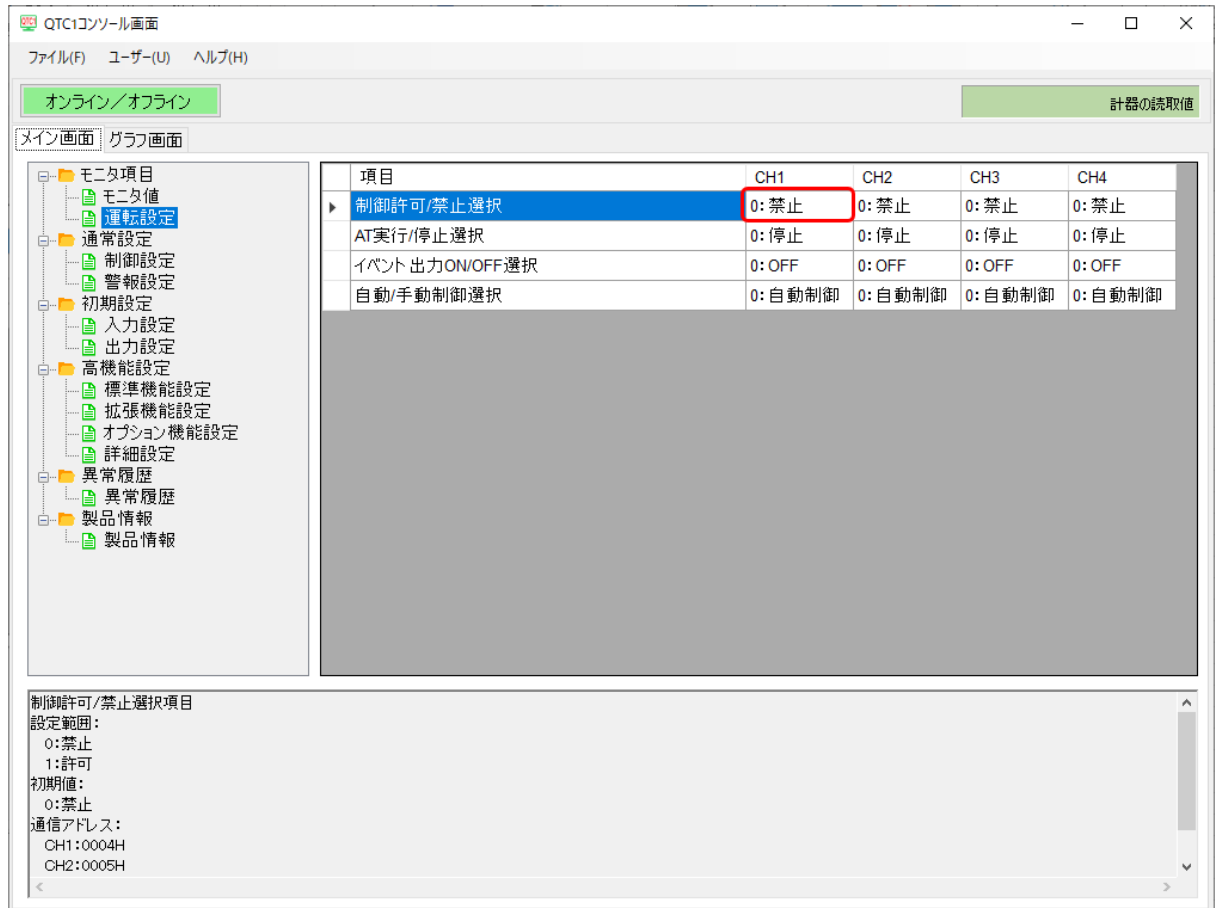 QTC1コンソール画面
ファイル(F) ユーザー(U) ヘルプ(H)
オンライン／オフライン
計器の読取値
メイン画面 グラフ画面
モニタ項目
モニタ値
運転設定
通常設定
制御設定
警報設定
初期設定
入力設定
出力設定
高機能設定
標準機能設定
拡張機能設定
オプション機能設定
詳細設定
異常履歴
異常履歴
製品情報
製品情報
項目 CH1 CH2 CH3 CH4
制御許可/禁止選択 0:禁止 0:禁止 0:禁止 0:禁止
AT実行/停止選択 0:停止 0:停止 0:停止 0:停止
イベント出力ON/OFF選択 0:OFF 0:OFF 0:OFF 0:OFF
自動/手動制御選択 0:自動制御 0:自動制御 0:自動制御 0:自動制御
制御許可/禁止選択項目
設定範囲:
0:禁止
1:許可
初期値:
0:禁止
通信アドレス:
CH1:0004H
CH2:0005H